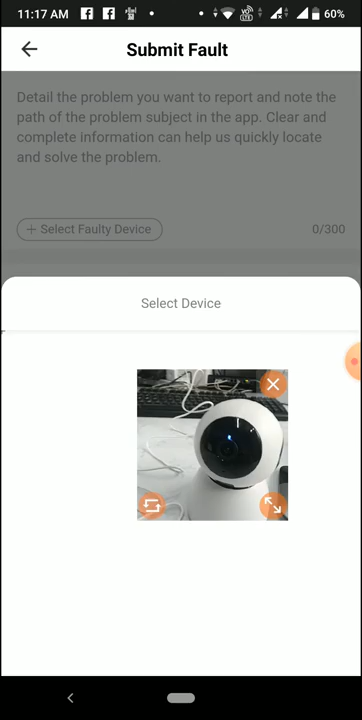 11:17 AM
60%
Submit Fault
Detail the problem you want to report and note the
path of the problem subject in the app. Clear and
complete information can help us quickly locate
and solve the problem.
+ Select Faulty Device
0/300
Select Device